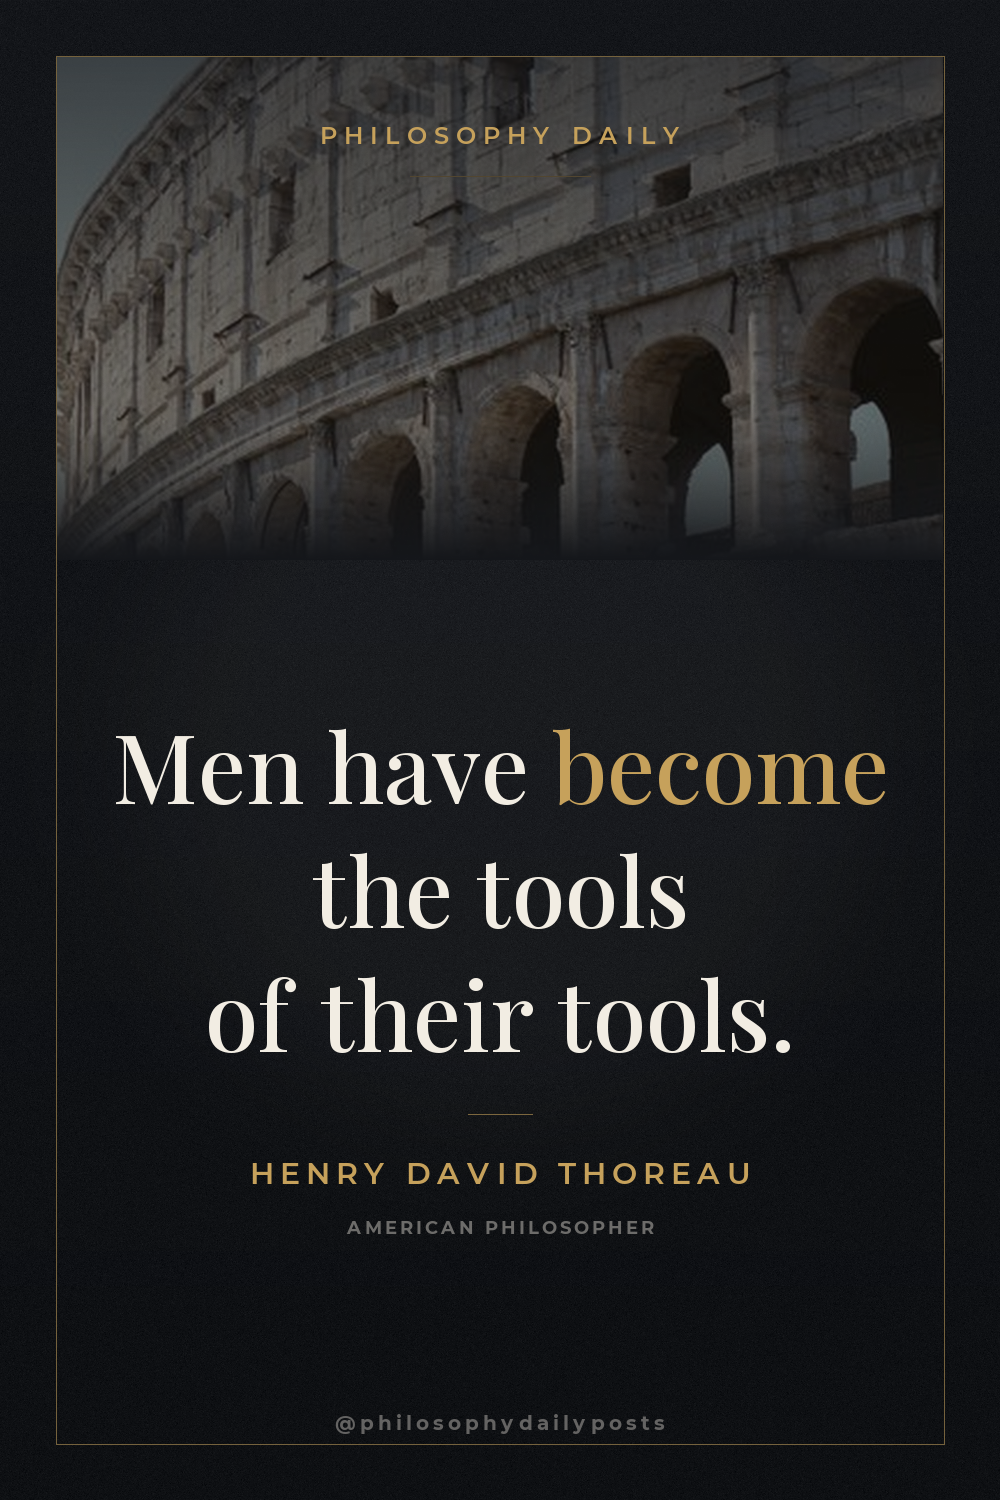 PHILOSOPHY DAILY
Men have become
the tools
of their tools.
HENRY DAVID THOREAU
AMERICAN PHILOSOPHER
@philosophydailyposts